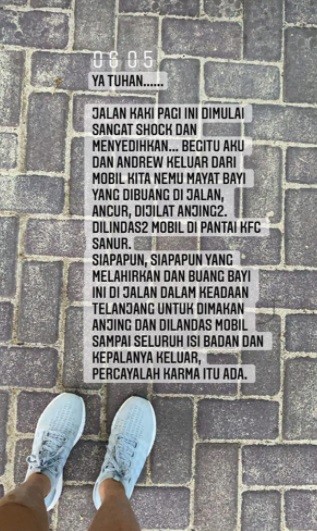 06 05
YA TUHAN......
JALAN KAKI PAGI INI DIMULAI
SANGAT SHOCK DAN
MENYEDIHKAN... BEGITU AKU
DAN ANDREW KELUAR DARI
MOBIL KITA NEMU MAYAT BAYI
YANG DIBUANG DI JALAN,
ANCUR, DIJILAT ANJING2.
DILINDAS2 MOBIL DI PANTAI KFC
SANUR.
SIAPAPUN, SIAPAPUN YANG
MELAHIRKAN DAN BUANG BAYI
INI DI JALAN DALAM KEADAAN
TELANJANG UNTUK DIMAKAN
ANJING DAN DILANDAS MOBIL
SAMPAI SELURUH ISI BADAN DAN
KEPALANYA KELUAR,
PERCAYALAH KARMA ITU ADA.